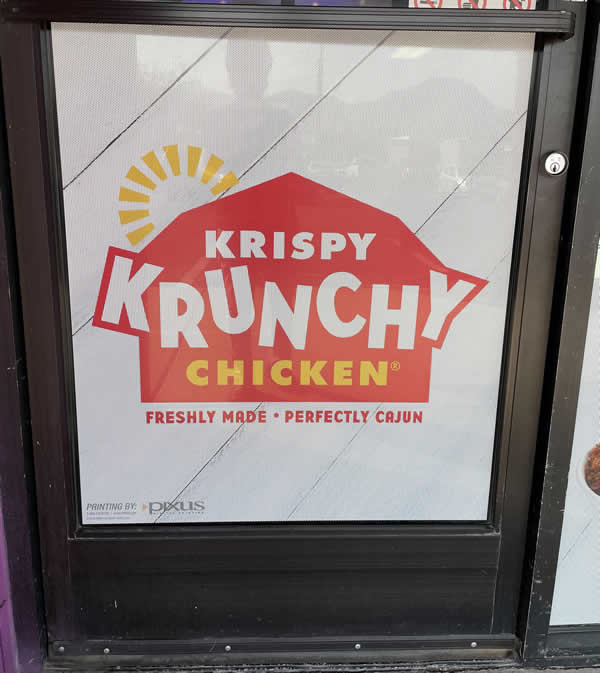 KRISPY
KRUNCHY
CHICKEN®
FRESHLY MADE • PERFECTLY CAJUN
PRINTING BY: pixus